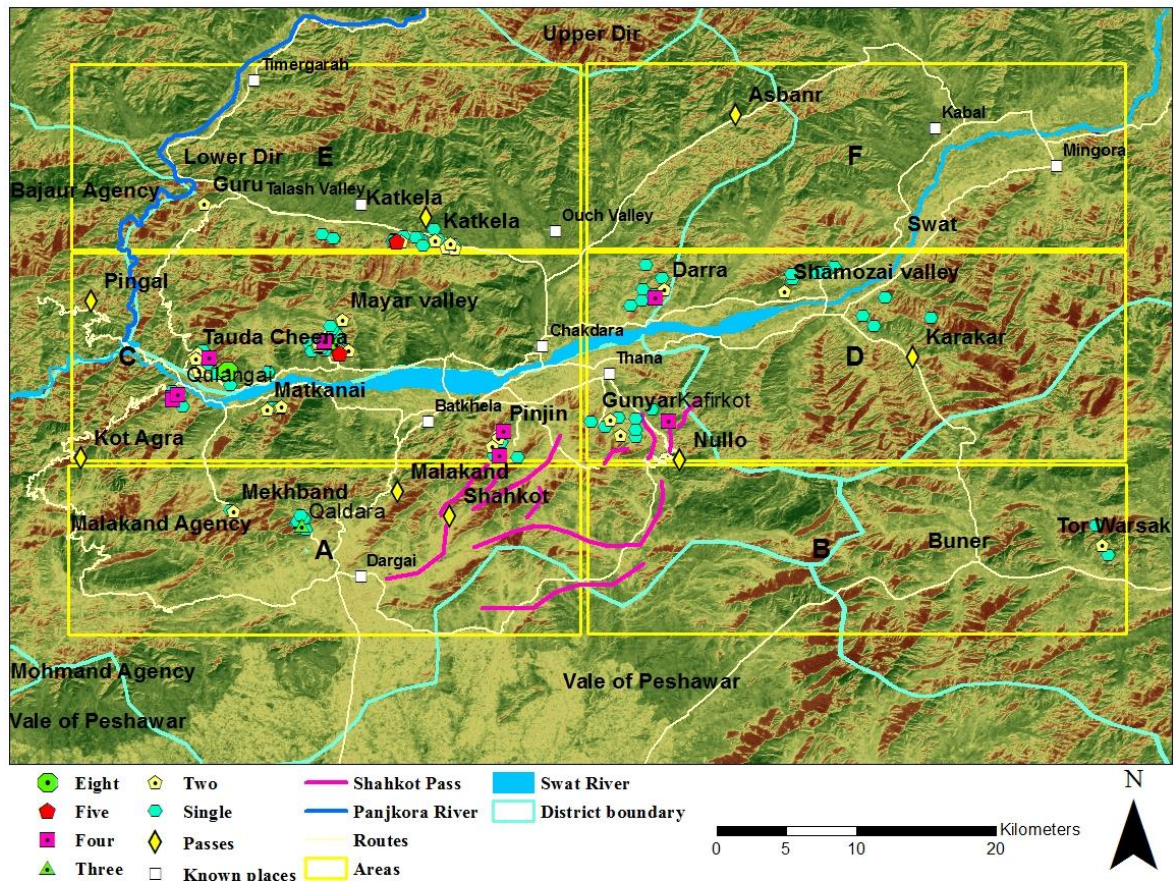 Upper Dir
Timergarah
Asbanr
Kabal
Mingora
Lower Dir
E
F
Bajaur Agency
Guru
Talash Valley
Katkela
Katkela
Ouch Valley
Swat
Pingal
Darra
Shamozai valley
Mayar valley
Tauda Cheena
Chakdara
Karakar
C
D
Thana
Qulangai
Matkanai
Batkhela
Pinjin
Gunyar
Kafirkot
Kot Agra
Nullo
Malakand
Mekhband
Shahkot
Qaldara
Malakand Agency
Tor Warsak
A
B
Buner
Dargai
Mohmand Agency
Vale of Peshawar
Vale of Peshawar
Eight
Two
Shahkot Pass
Swat River
N
Five
Single
Panjkora River
District boundary
Four
Passes
Routes
Kilometers
Three
Known places
Areas
0 5 10 20